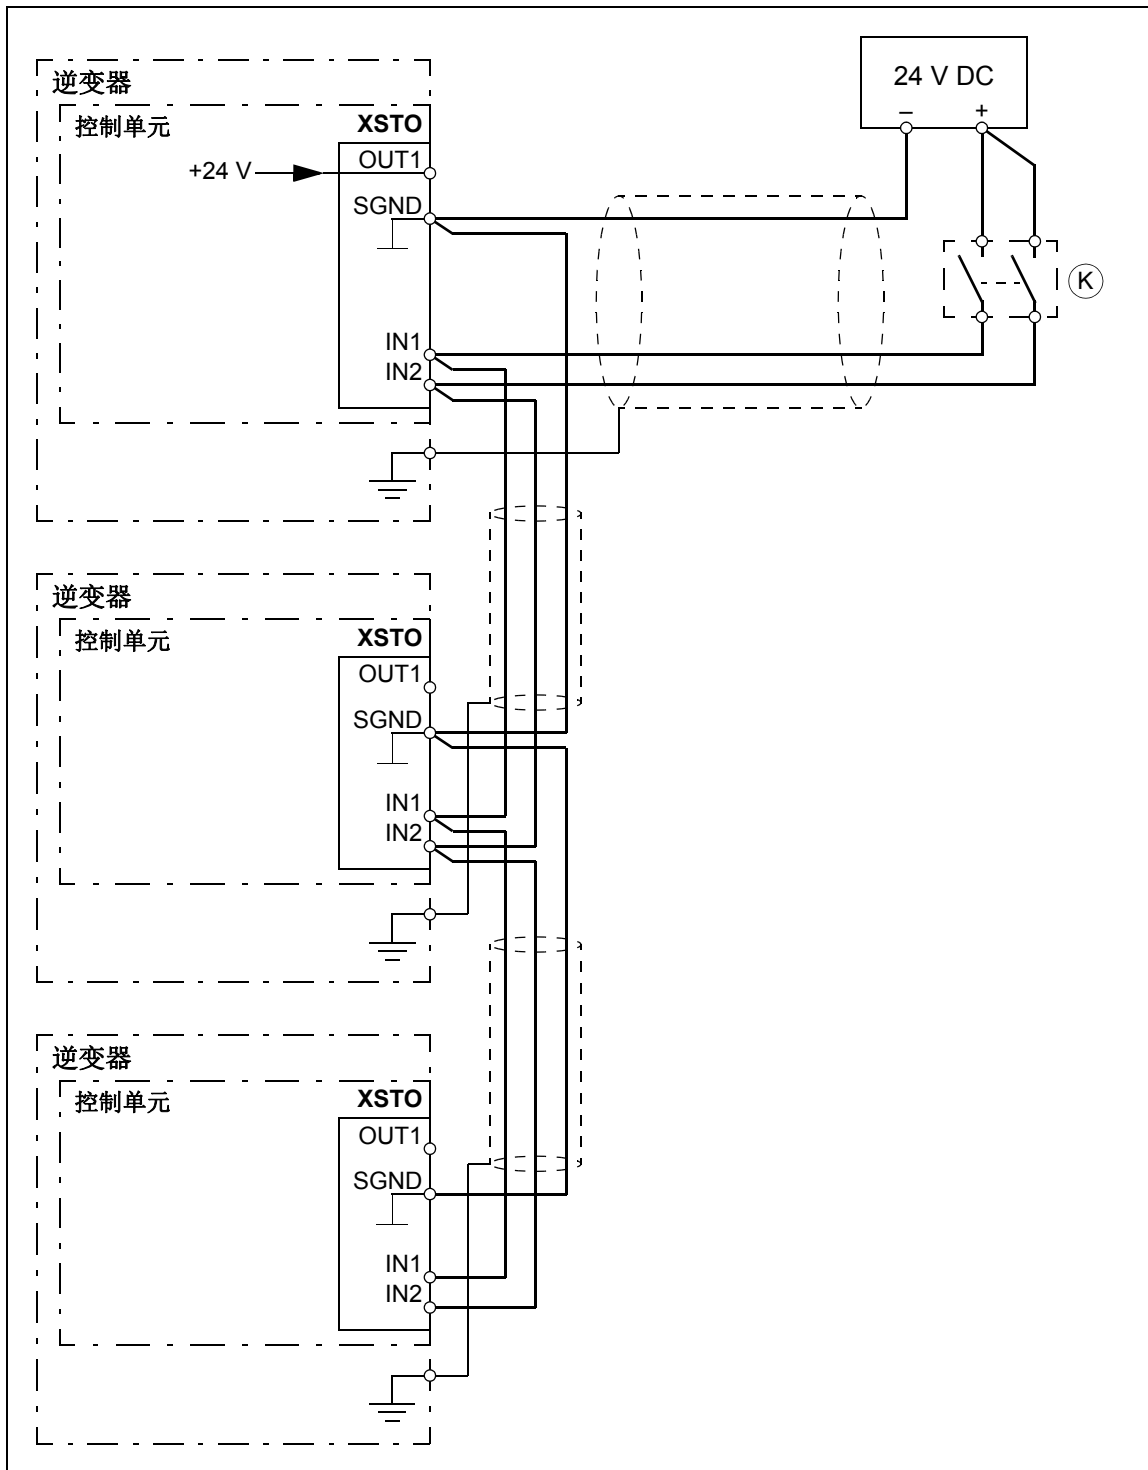 24 V DC
– +
逆变器
控制单元
XSTO
OUT1
+24 V
SGND
K
IN1
IN2
逆变器
控制单元
XSTO
OUT1
SGND
IN1
IN2
逆变器
控制单元
XSTO
OUT1
SGND
IN1
IN2